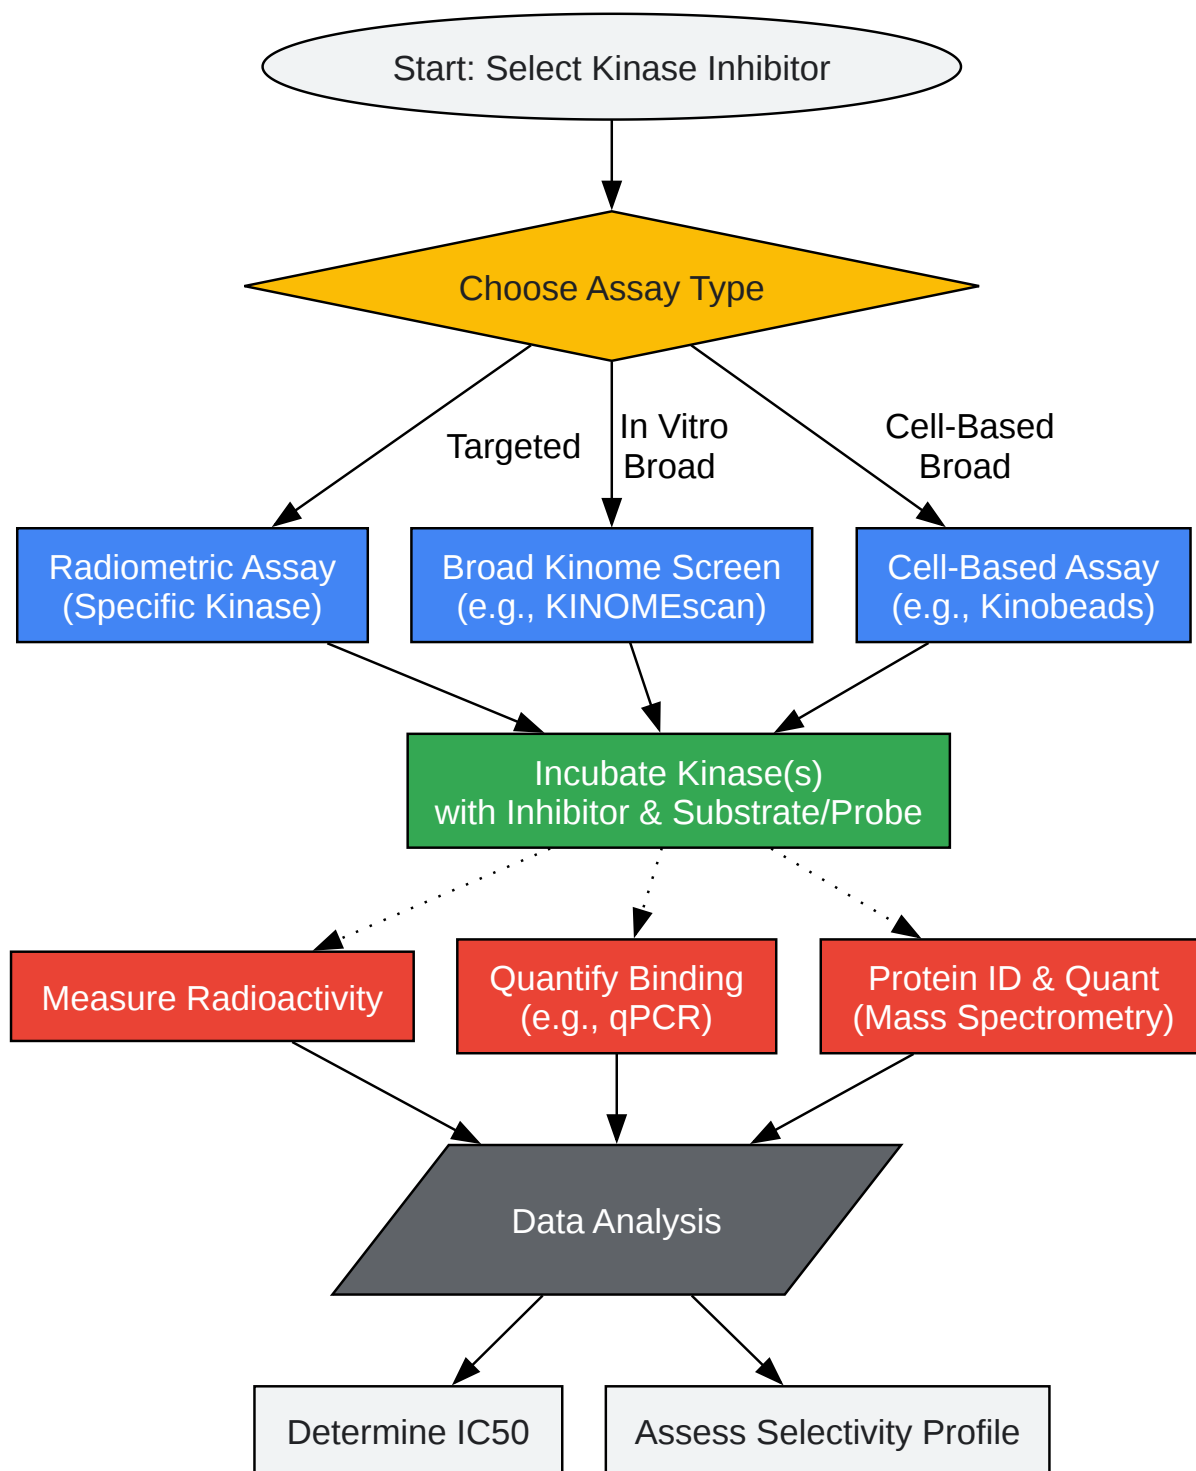 Start: Select Kinase Inhibitor
Choose Assay Type
Targeted
In Vitro
Broad
Cell-Based
Broad
Radiometric Assay
(Specific Kinase)
Broad Kinome Screen
(e.g., KINOMEscan)
Cell-Based Assay
(e.g., Kinobeads)
Incubate Kinase(s)
with Inhibitor & Substrate/Probe
Measure Radioactivity
Quantify Binding
(e.g., qPCR)
Protein ID & Quant
(Mass Spectrometry)
Data Analysis
Determine IC50
Assess Selectivity Profile